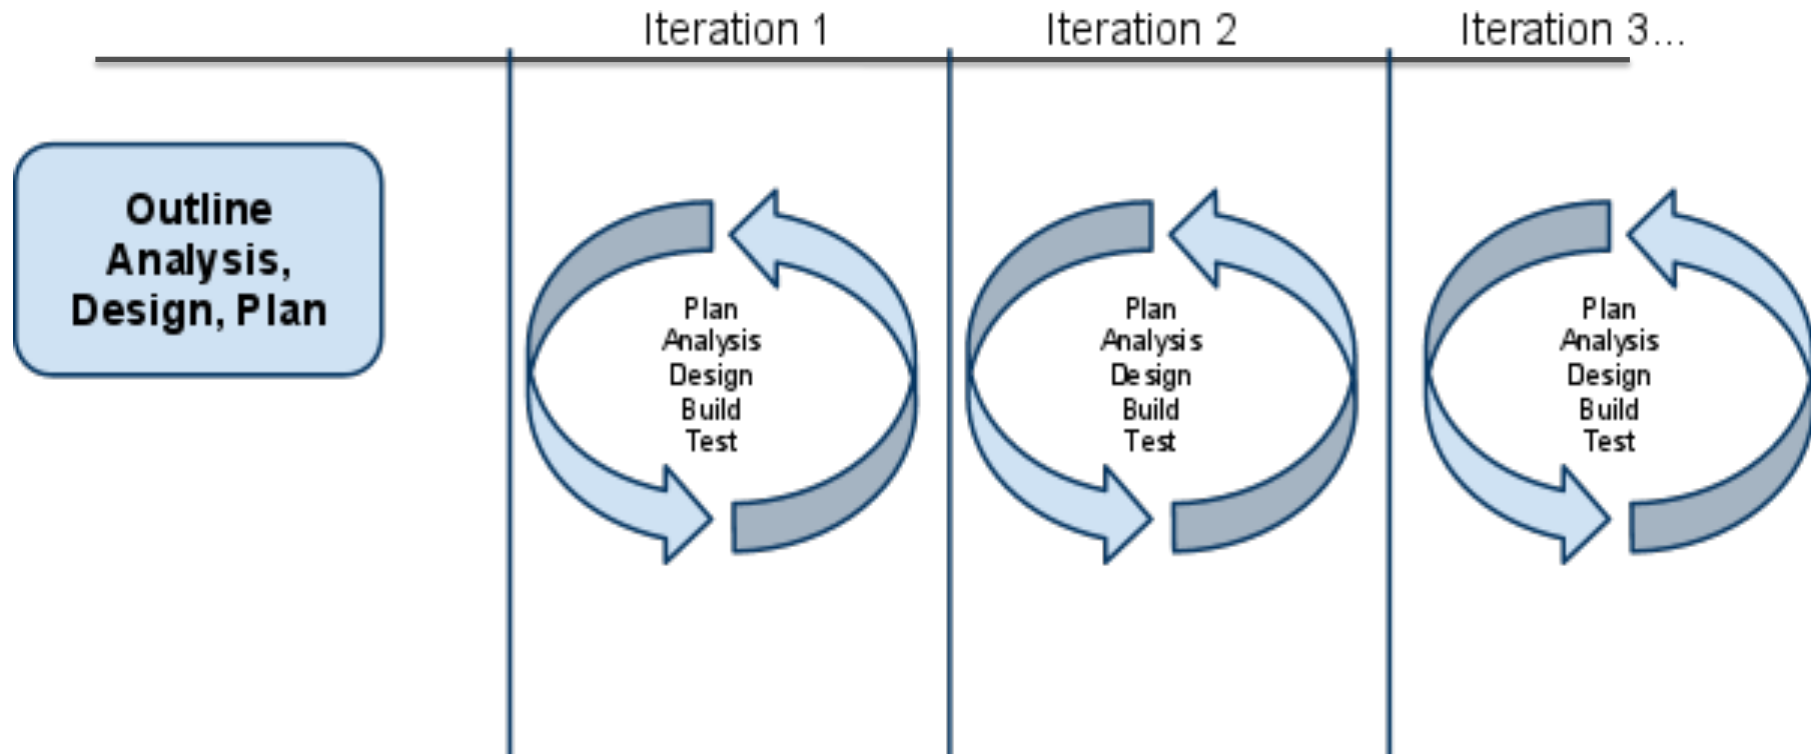 Iteration 1
Iteration 2
Iteration 3...
Outline
Analysis,
Design, Plan
Plan
Analysis
Design
Build
Test
Plan
Analysis
Design
Build
Test
Plan
Analysis
Design
Build
Test